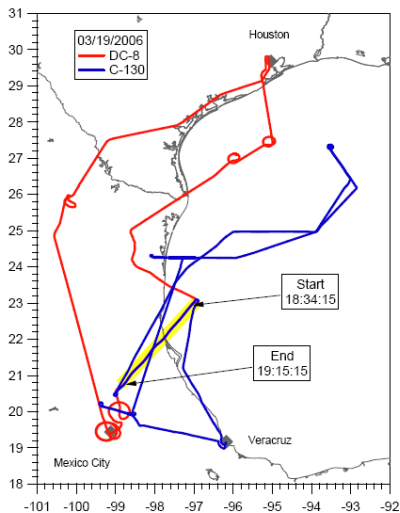 31
30
29
28
27
26
25
24
23
22
21
20
19
18
03/19/2006
DC-8
C-130
Houston
Start
18:34:15
End
19:15:15
Veracruz
Mexico City
-101 -100 -99 -98 -97 -96 -95 -94 -93 -92